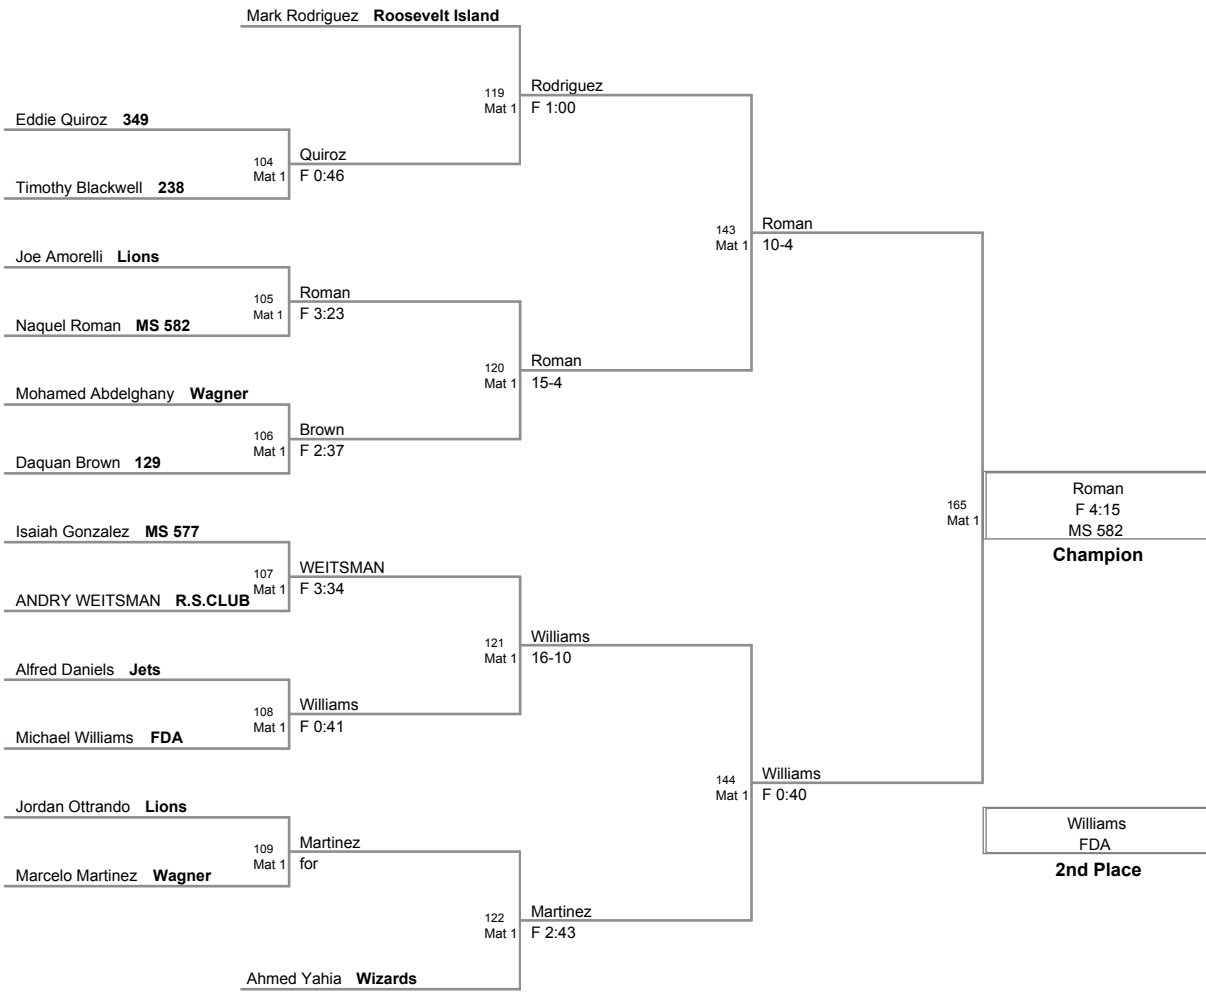 Mark Rodriguez Roosevelt Island
119
Mat 1
Rodriguez
F 1:00
Eddie Quiroz 349
104
Mat 1
Quiroz
F 0:46
Timothy Blackwell 238
143
Mat 1
Roman
10-4
Joe Amorelli Lions
105
Mat 1
Roman
F 3:23
Naquel Roman MS 582
120
Mat 1
Roman
15-4
Mohamed Abdelghany Wagner
106
Mat 1
Brown
F 2:37
Daquan Brown 129
165
Mat 1
Roman
F 4:15
MS 582
Champion
Isaiah Gonzalez MS 577
107
Mat 1
WEITSMAN
F 3:34
ANDRY WEITSMAN R.S.CLUB
121
Mat 1
Williams
16-10
Alfred Daniels Jets
108
Mat 1
Williams
F 0:41
Michael Williams FDA
144
Mat 1
Williams
F 0:40
Jordan Ottrando Lions
109
Mat 1
Martinez
for
Marcelo Martinez Wagner
Williams
FDA
2nd Place
122
Mat 1
Martinez
F 2:43
Ahmed Yahia Wizards